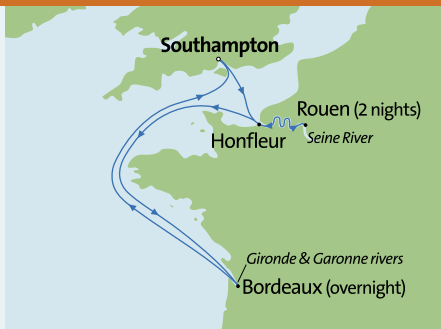 Southampton
Rouen (2 nights)
Honfleur
Seine River
Gironde & Garonne rivers
Bordeaux (overnight)